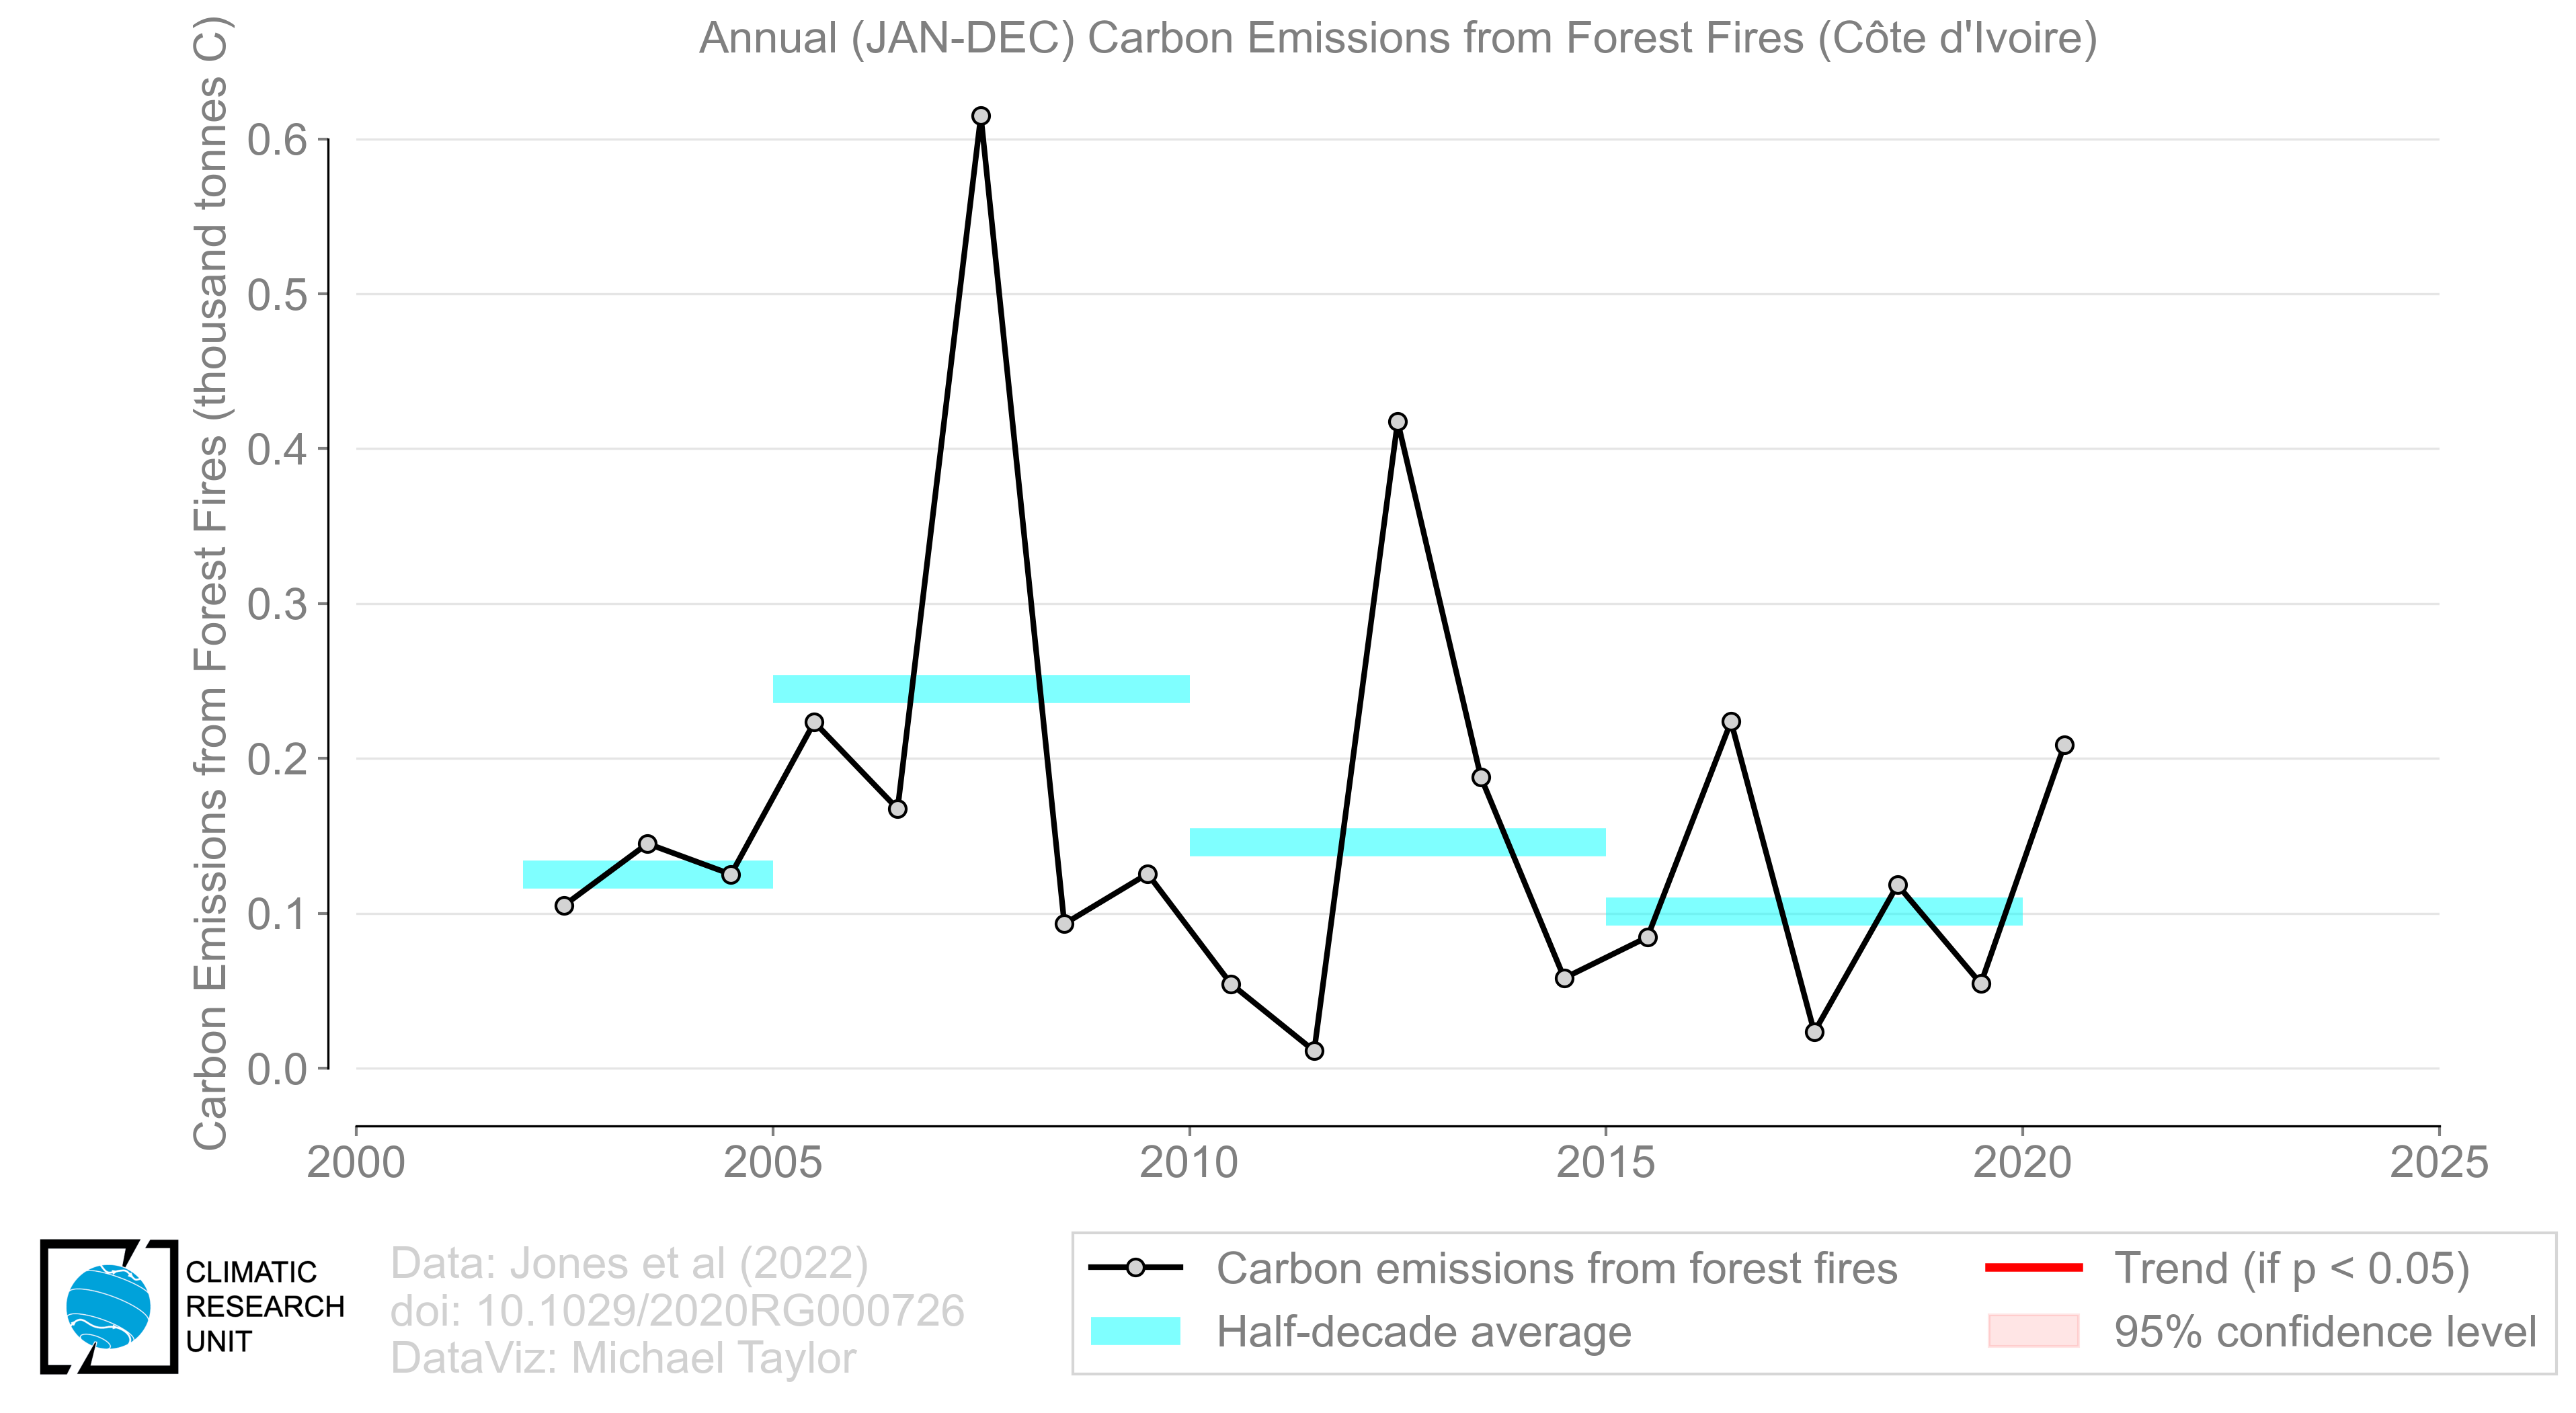 Annual (JAN-DEC) Carbon Emissions from Forest Fires (Côte d'Ivoire)
Carbon Emissions from Forest Fires (thousand tonnes C)
0.6
0.5
0.4
0.3
0.2
0.1
0.0
2000 2005 2010 2015 2020 2025
CLIMATIC
RESEARCH
UNIT
Data: Jones et al (2022)
doi: 10.1029/2020RG000726
DataViz: Michael Taylor
Carbon emissions from forest fires
Half-decade average
Trend (if p < 0.05)
95% confidence level